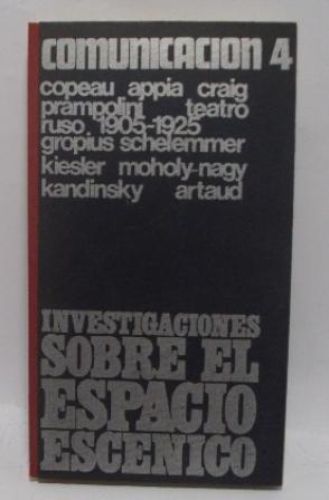 comunicacion 4
copeau appia craig
prampolini teatro
ruso 1905-1925
gropius schelemmer
kiesler moholy-nagy
kandinsky artaud
INVESTIGACIONES
SOBRE EL
ESPACIO
ESCENICO